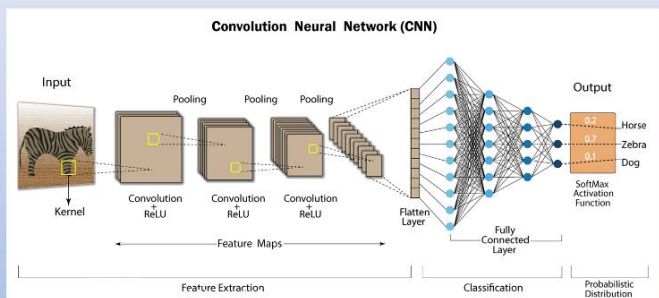 Convolution Neural Network (CNN)
Input
Pooling
Pooling
Pooling
Output
Kernel
Convolution
+
ReLU
Convolution
+
ReLU
Convolution
+
ReLU
Flatten
Layer
Fully
Connected
Layer
0.2
0.7
0.1
Horse
Zebra
Dog
SoftMax
Activation
Function
Feature Maps
Feature Extraction
Classification
Probabilistic
Distribution